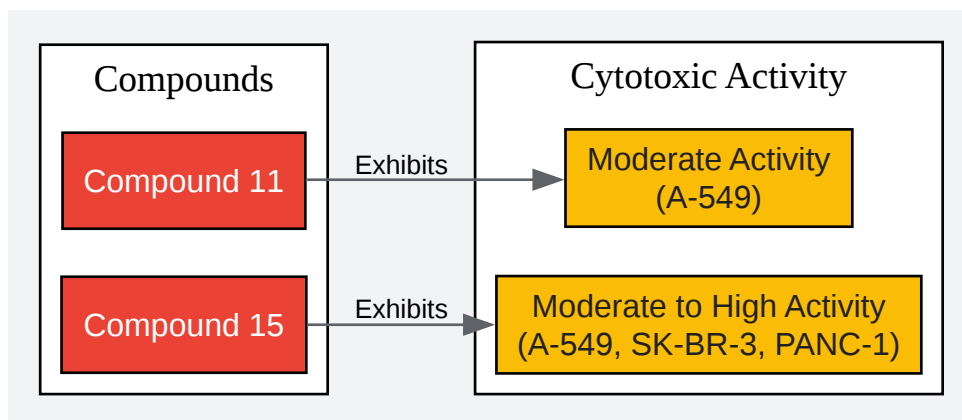 Compounds
Cytotoxic Activity
Compound 11
Exhibits
Moderate Activity
(A-549)
Compound 15
Exhibits
Moderate to High Activity
(A-549, SK-BR-3, PANC-1)